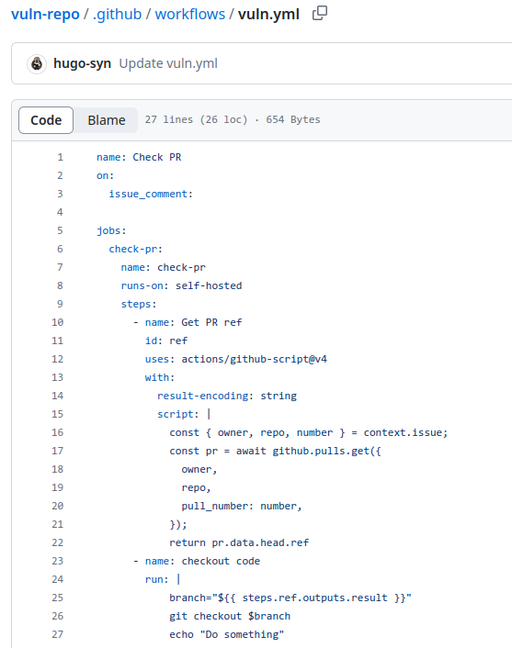 vuln-repo / .github / workflows / vuln.yml
hugo-syn Update vuln.yml
Code Blame 27 lines (26 loc) · 654 Bytes
1 name: Check PR
2 on:
3 issue_comment:
4
5 jobs:
6 check-pr:
7 name: check-pr
8 runs-on: self-hosted
9 steps:
10 - name: Get PR ref
11 id: ref
12 uses: actions/github-script@v4
13 with:
14 result-encoding: string
15 script: |
16 const { owner, repo, number } = context.issue;
17 const pr = await github.pulls.get({
18 owner,
19 repo,
20 pull_number: number,
21 });
22 return pr.data.head.ref
23 - name: checkout code
24 run: |
25 branch="${{ steps.ref.outputs.result }}"
26 git checkout $branch
27 echo "Do something"